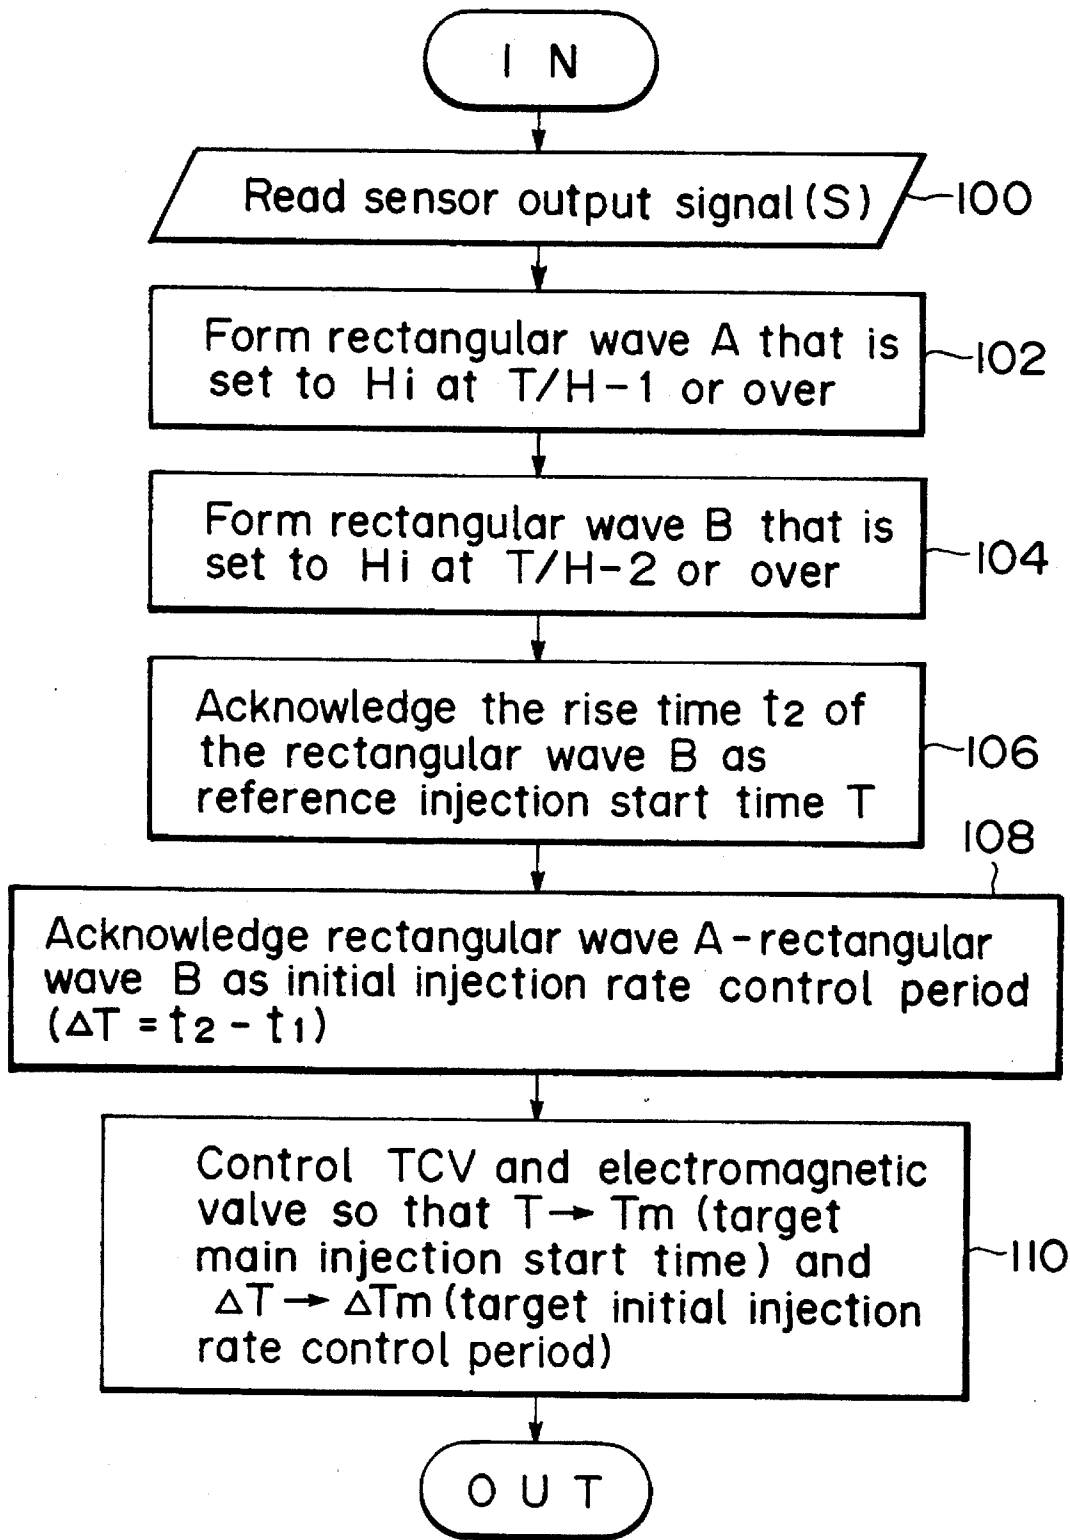 IN
Read sensor output signal (S)
100
Form rectangular wave A that is
set to Hi at T/H-1 or over
102
Form rectangular wave B that is
set to Hi at T/H-2 or over
104
Acknowledge the rise time t2 of
the rectangular wave B as
reference injection start time T
106
108
Acknowledge rectangular wave A-rectangular
wave B as initial injection rate control period
(ΔT = t2 - t1)
Control TCV and electromagnetic
valve so that T → Tm (target
main injection start time) and
ΔT → ΔTm (target initial injection
rate control period)
110
OUT